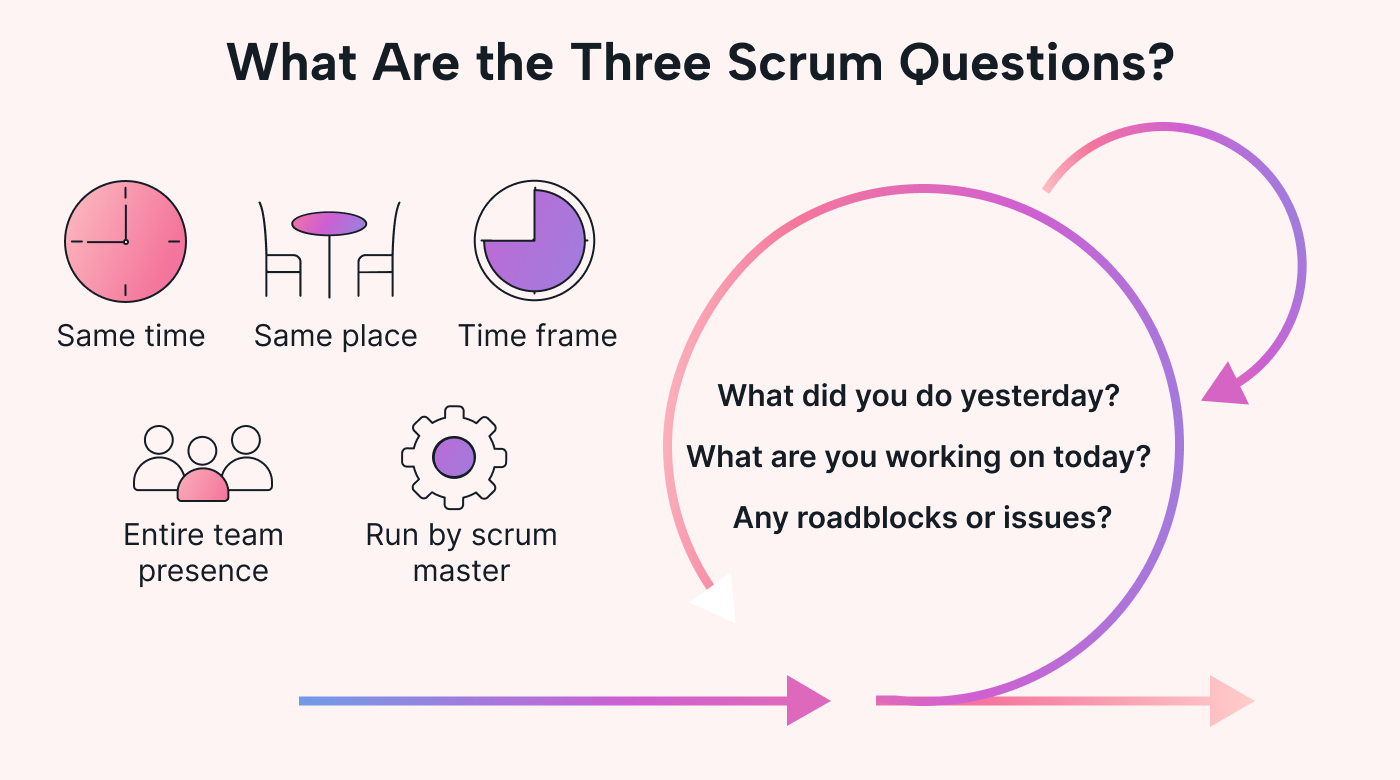 What Are the Three Scrum Questions?
Same time
Same place
Time frame
Entire team
presence
Run by scrum
master
What did you do yesterday?
What are you working on today?
Any roadblocks or issues?